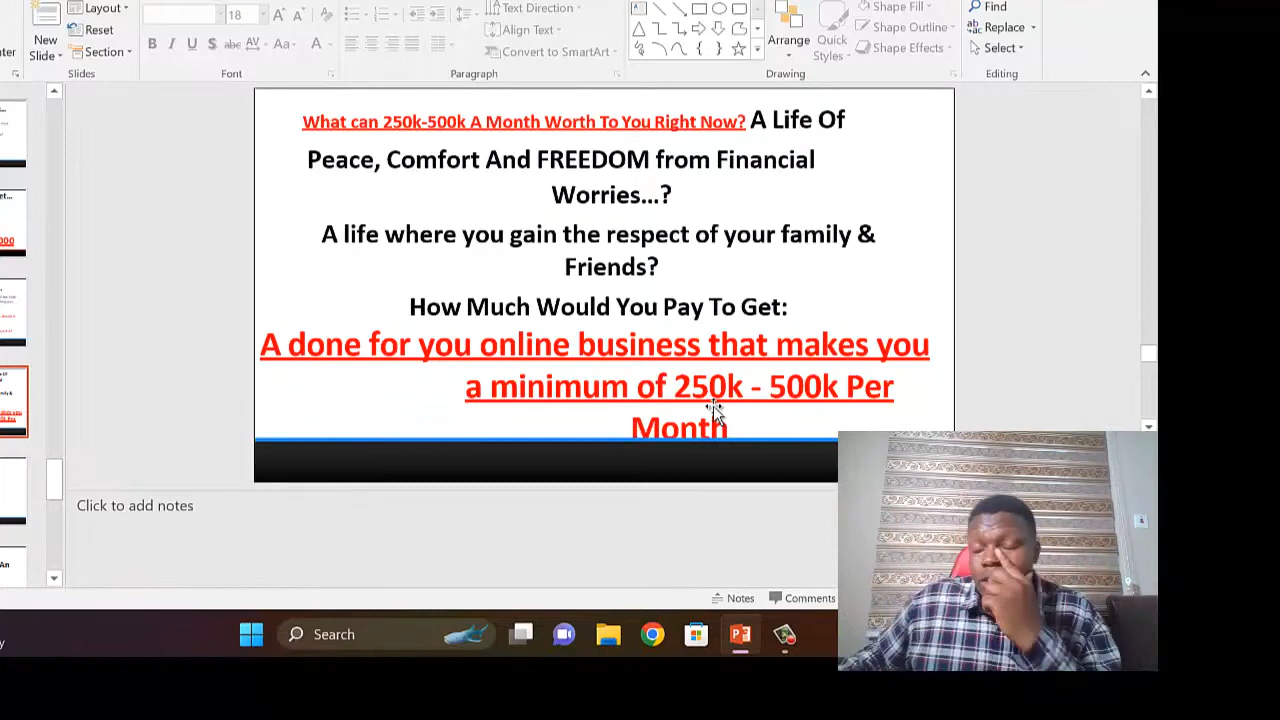 Layout
Reset
New
Slide
Section
Slides
18
B I U S abc AV Aa A
Font
Text Direction
Align Text
Convert to SmartArt
Paragraph
Arrange
Quick
Styles
Shape Fill
Shape Outline
Shape Effects
Drawing
Find
Replace
Select
Editing
What can 250k-500k A Month Worth To You Right Now? A Life Of
Peace, Comfort And FREEDOM from Financial
Worries...?
A life where you gain the respect of your family &
Friends?
How Much Would You Pay To Get:
A done for you online business that makes you
a minimum of 250k - 500k Per
Month
Click to add notes
Notes
Comments
Search